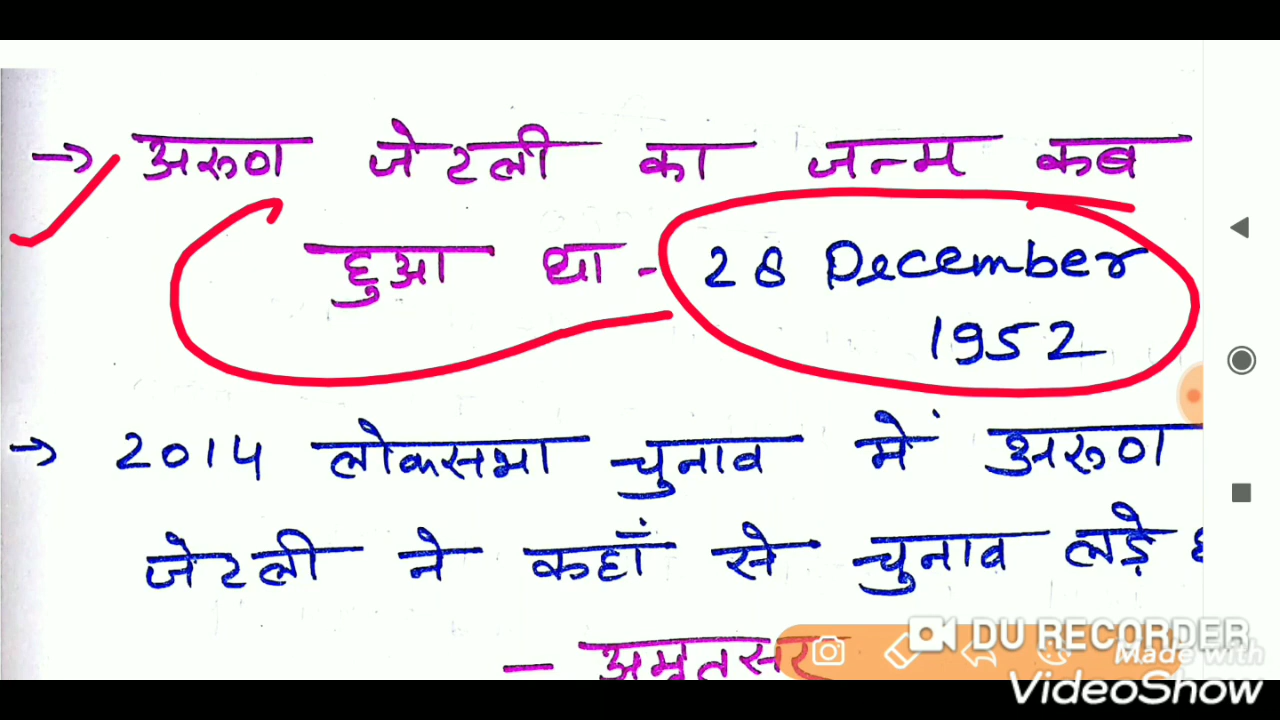 → अरुण जेटली का जन्म कब
हुआ था - 28 December
1952
→ 2014 लोकसभा चुनाव में अरुण
जेटली ने कहाँ से चुनाव लड़े
— अमृतसर
DU RECORDER
Made with
VideoShow